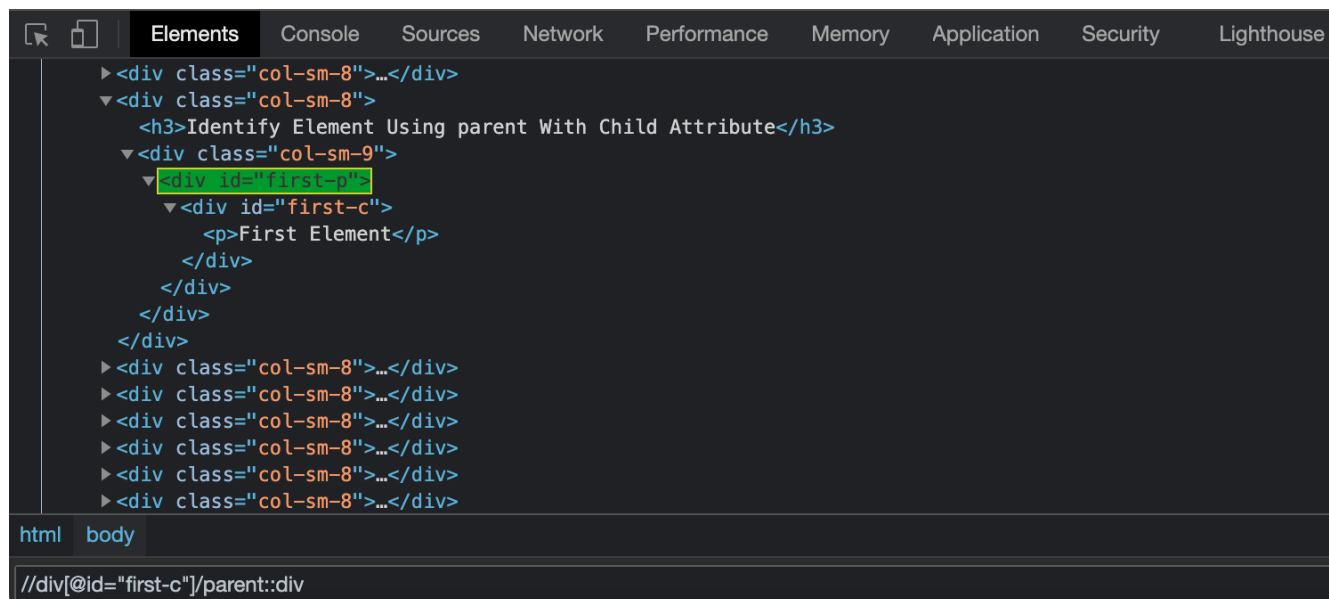 Elements Console Sources Network Performance Memory Application Security Lighthouse
<div class="col-sm-8">…</div>
<div class="col-sm-8">
<h3>Identify Element Using parent With Child Attribute</h3>
<div class="col-sm-9">
<div id="first-p">
<div id="first-c">
<p>First Element</p>
</div>
</div>
</div>
</div>
<div class="col-sm-8">…</div>
<div class="col-sm-8">…</div>
<div class="col-sm-8">…</div>
<div class="col-sm-8">…</div>
<div class="col-sm-8">…</div>
<div class="col-sm-8">…</div>
html body
//div[@id="first-c"]/parent::div